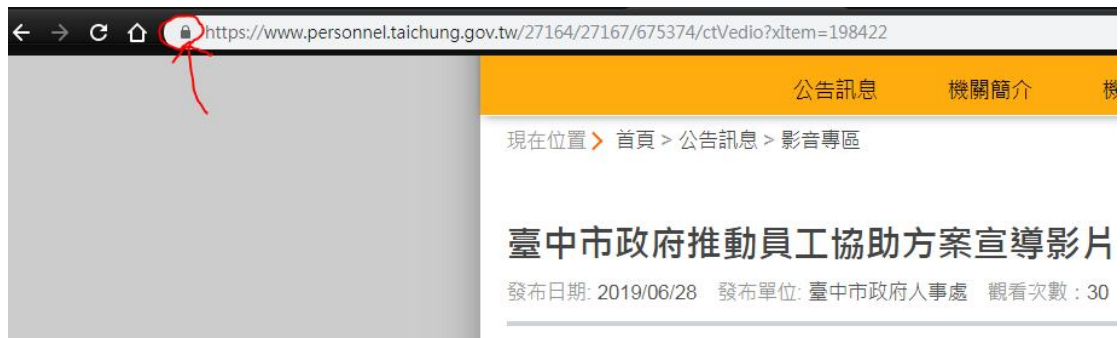 https://www.personnel.taichung.gov.tw/27164/27167/675374/ctVedio?xItem=198422
公告訊息 機關簡介
現在位置 首頁 > 公告訊息 > 影音專區
臺中市政府推動員工協助方案宣導影片
發布日期: 2019/06/28 發布單位: 臺中市政府人事處 觀看次數：30